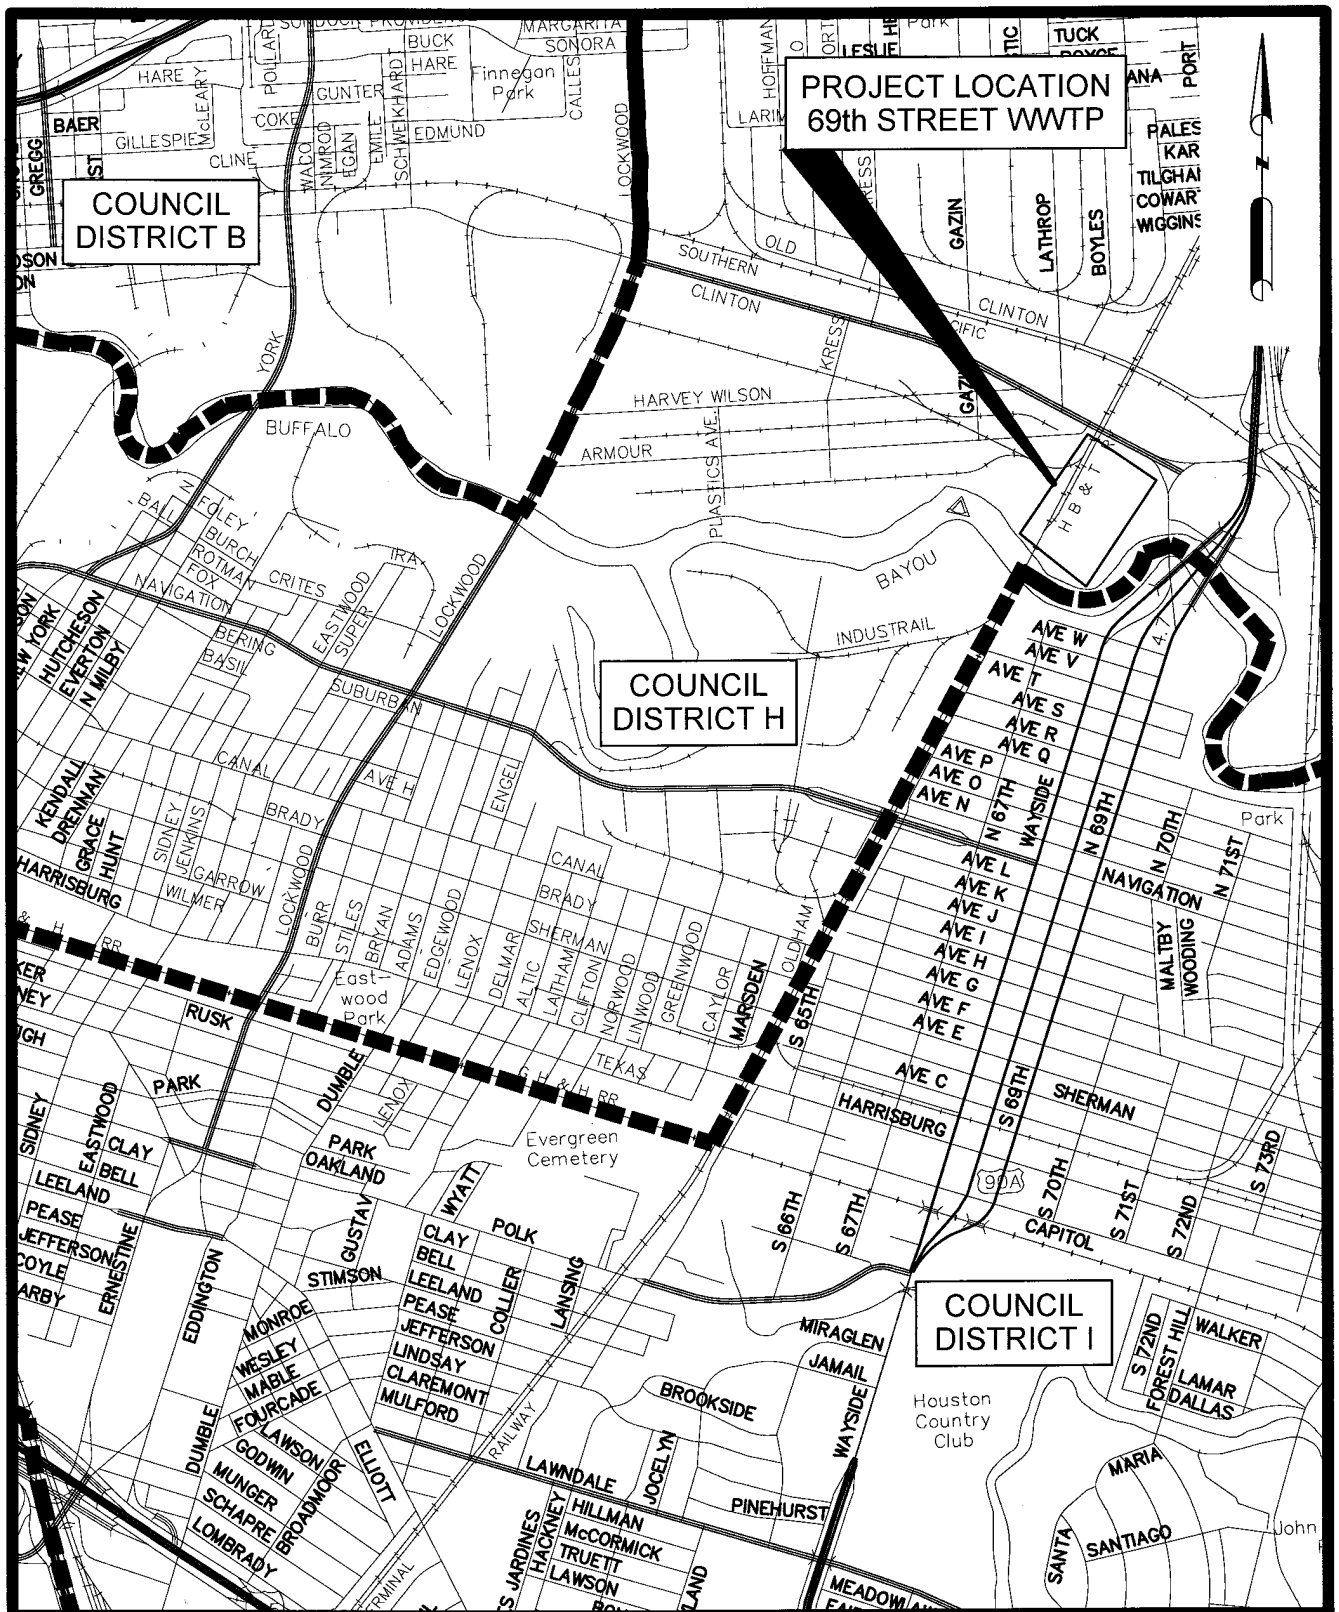 MARGARITA
SONORA
BUCK
HARE
HARE
Finnegan
Park
CALLES
HOFFMAN
LESLIE
Park
TUCK
PORT
McLEARY
GUNTER
BAER
GILLESPIE
COKE
CLINE
WACO
NIMROD
EGAN
EMILE
SCHWEIKHARDT
EDMUND
GREGG
PROJECT LOCATION
69th STREET WWTP
COUNCIL
DISTRICT B
GAZIN
LATHROP
BOYLES
N
OLD
SOUTHERN
CLINTON
CLINTON
KRESS
YORK
HARVEY WILSON
ARMOUR
PLASTICS AVE
BUFFALO
H B & T
BAYOU
INDUSTRAIL
BALL
N
FOLEY
BURCH
ROTMAN
FOX
CRITES
IRA
EASTWOOD
SUPER
LOCKWOOD
NAVIGATION
BERING
BASIL
HUTCHESON
EVERTON
N MILBY
SUBURBAN
COUNCIL
DISTRICT H
AVE W
AVE V
AVE T
AVE S
AVE R
AVE Q
AVE P
AVE O
AVE N
N 67TH
WAYSIDE
N 69TH
N 70TH
N 71ST
Park
CANAL
AVE H
ENGEL
BRADY
KENDALL
DRENNAN
GRACE
HUNT
SIDNEY
JENKINS
GARROW
WILMER
HARRISBURG
LOCKWOOD
BURR
STILES
BRYAN
ADAMS
EDGEWOOD
LENOX
DELMAR
ALTIC
LATHAM
CLIFTON
NORWOOD
LINWOOD
GREENWOOD
CAYLOR
MARSDEN
OLDHAM
CANAL
BRADY
SHERMAN
AVE L
AVE K
AVE J
AVE I
AVE H
AVE G
AVE F
AVE E
AVE C
NAVIGATION
MALTBY
WOODING
S 65TH
East-
wood
Park
RUSK
TEXAS
G H & H RR
HARRISBURG
SHERMAN
S 69TH
90A
S 70TH
S 71ST
S 72ND
S 73RD
CAPITOL
PARK
DUMBLE
LENOX
PARK
OAKLAND
Evergreen
Cemetery
SIDNEY
EASTWOOD
CLAY
BELL
LEELAND
PEASE
JEFFERSON
COYLE
ERNESTINE
EDDINGTON
GUSTAV
WYATT
STIMSON
CLAY
BELL
LEELAND
PEASE
JEFFERSON
LINDSAY
CLAREMONT
MULFORD
POLK
COLLIER
LANSING
S 66TH
S 67TH
COUNCIL
DISTRICT I
MONROE
WESLEY
MABLE
FOURCADE
LAWSON
GODWIN
MUNGER
SCHAPRE
LOMBRADY
BROADMOOR
ELLIOTT
DUMBLE
RAILWAY
MIRAGLEN
JAMAIL
WAYSIDE
BROOKSIDE
JOCELYN
PINEHURST
LAWNDALE
HACKNEY
HILLMAN
McCORMICK
TRUETT
LAWSON
Houston
Country
Club
S 72ND
FOREST HILL
WALKER
LAMAR
DALLAS
MARIA
SANTA
SANTIAGO
John